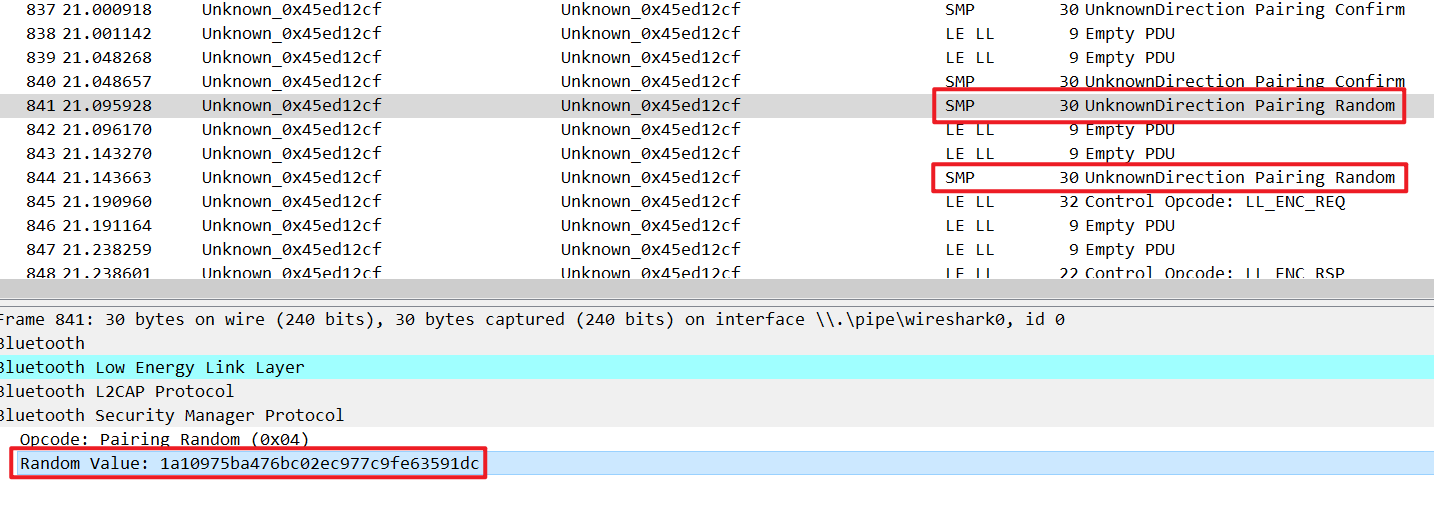 837 21.000918 Unknown_0x45ed12cf Unknown_0x45ed12cf SMP 30 UnknownDirection Pairing Confirm
838 21.001142 Unknown_0x45ed12cf Unknown_0x45ed12cf LE LL 9 Empty PDU
839 21.048268 Unknown_0x45ed12cf Unknown_0x45ed12cf LE LL 9 Empty PDU
840 21.048657 Unknown_0x45ed12cf Unknown_0x45ed12cf SMP 30 UnknownDirection Pairing Confirm
841 21.095928 Unknown_0x45ed12cf Unknown_0x45ed12cf SMP 30 UnknownDirection Pairing Random
842 21.096170 Unknown_0x45ed12cf Unknown_0x45ed12cf LE LL 9 Empty PDU
843 21.143270 Unknown_0x45ed12cf Unknown_0x45ed12cf LE LL 9 Empty PDU
844 21.143663 Unknown_0x45ed12cf Unknown_0x45ed12cf SMP 30 UnknownDirection Pairing Random
845 21.190960 Unknown_0x45ed12cf Unknown_0x45ed12cf LE LL 32 Control Opcode: LL_ENC_REQ
846 21.191164 Unknown_0x45ed12cf Unknown_0x45ed12cf LE LL 9 Empty PDU
847 21.238259 Unknown_0x45ed12cf Unknown_0x45ed12cf LE LL 9 Empty PDU
848 21.238601 Unknown_0x45ed12cf Unknown_0x45ed12cf LE LL 22 Control Opcode: LL_ENC_RSP
Frame 841: 30 bytes on wire (240 bits), 30 bytes captured (240 bits) on interface \\.\pipe\wireshark0, id 0
Bluetooth
Bluetooth Low Energy Link Layer
Bluetooth L2CAP Protocol
Bluetooth Security Manager Protocol
Opcode: Pairing Random (0x04)
Random Value: 1a10975ba476bc02ec977c9fe63591dc